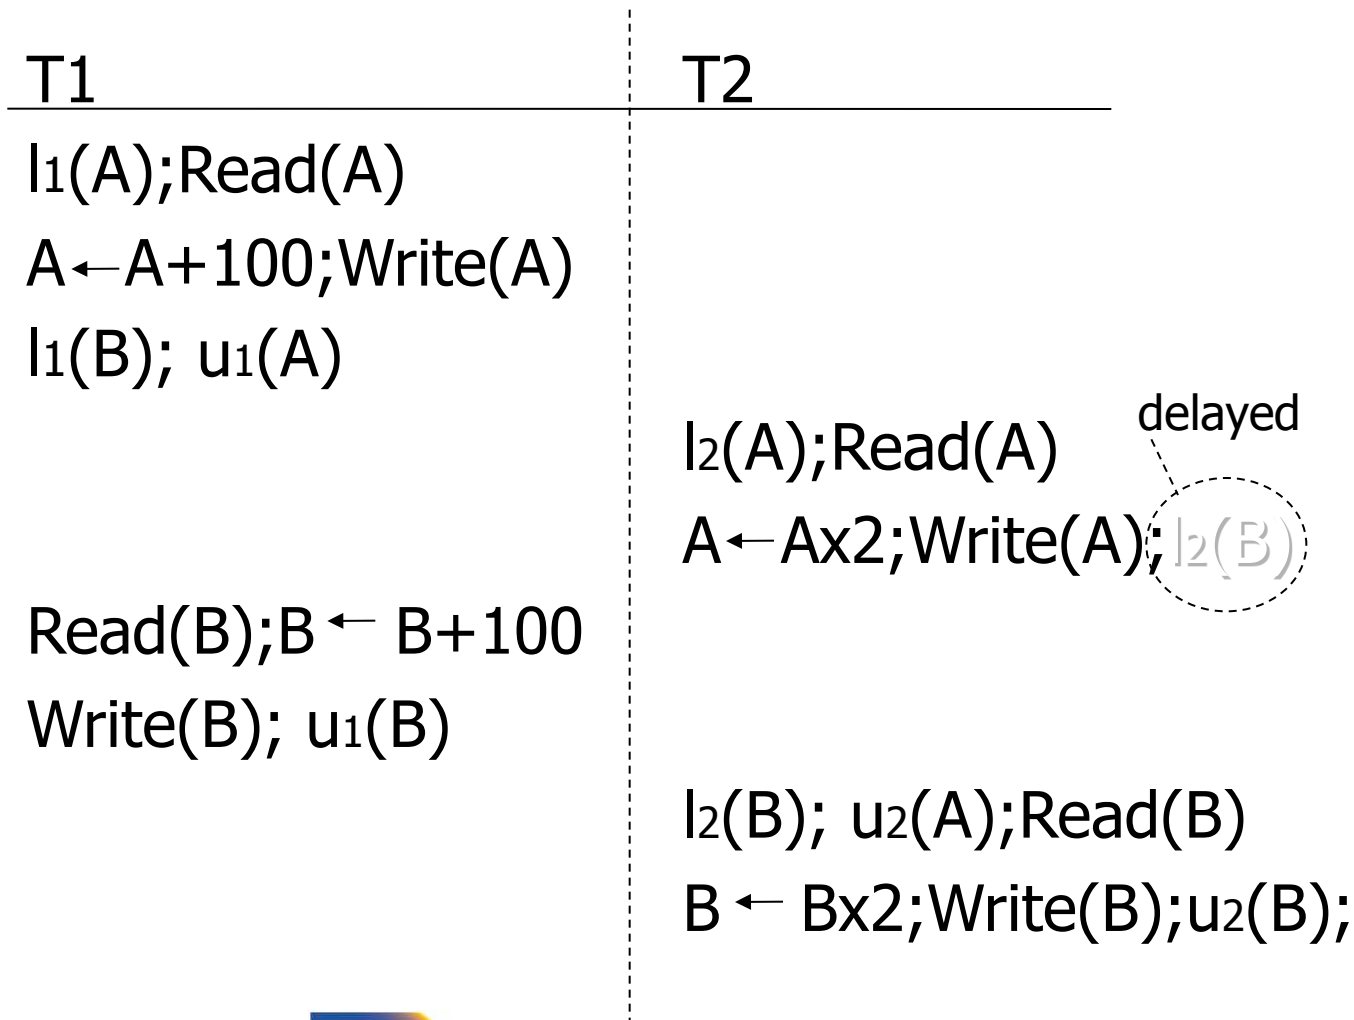 T1 T2
l1(A);Read(A)
A←A+100;Write(A)
l1(B); u1(A)
delayed
l2(A);Read(A)
A←Ax2;Write(A);l2(B)
Read(B);B ← B+100
Write(B); u1(B)
l2(B); u2(A);Read(B)
B ← Bx2;Write(B);u2(B);